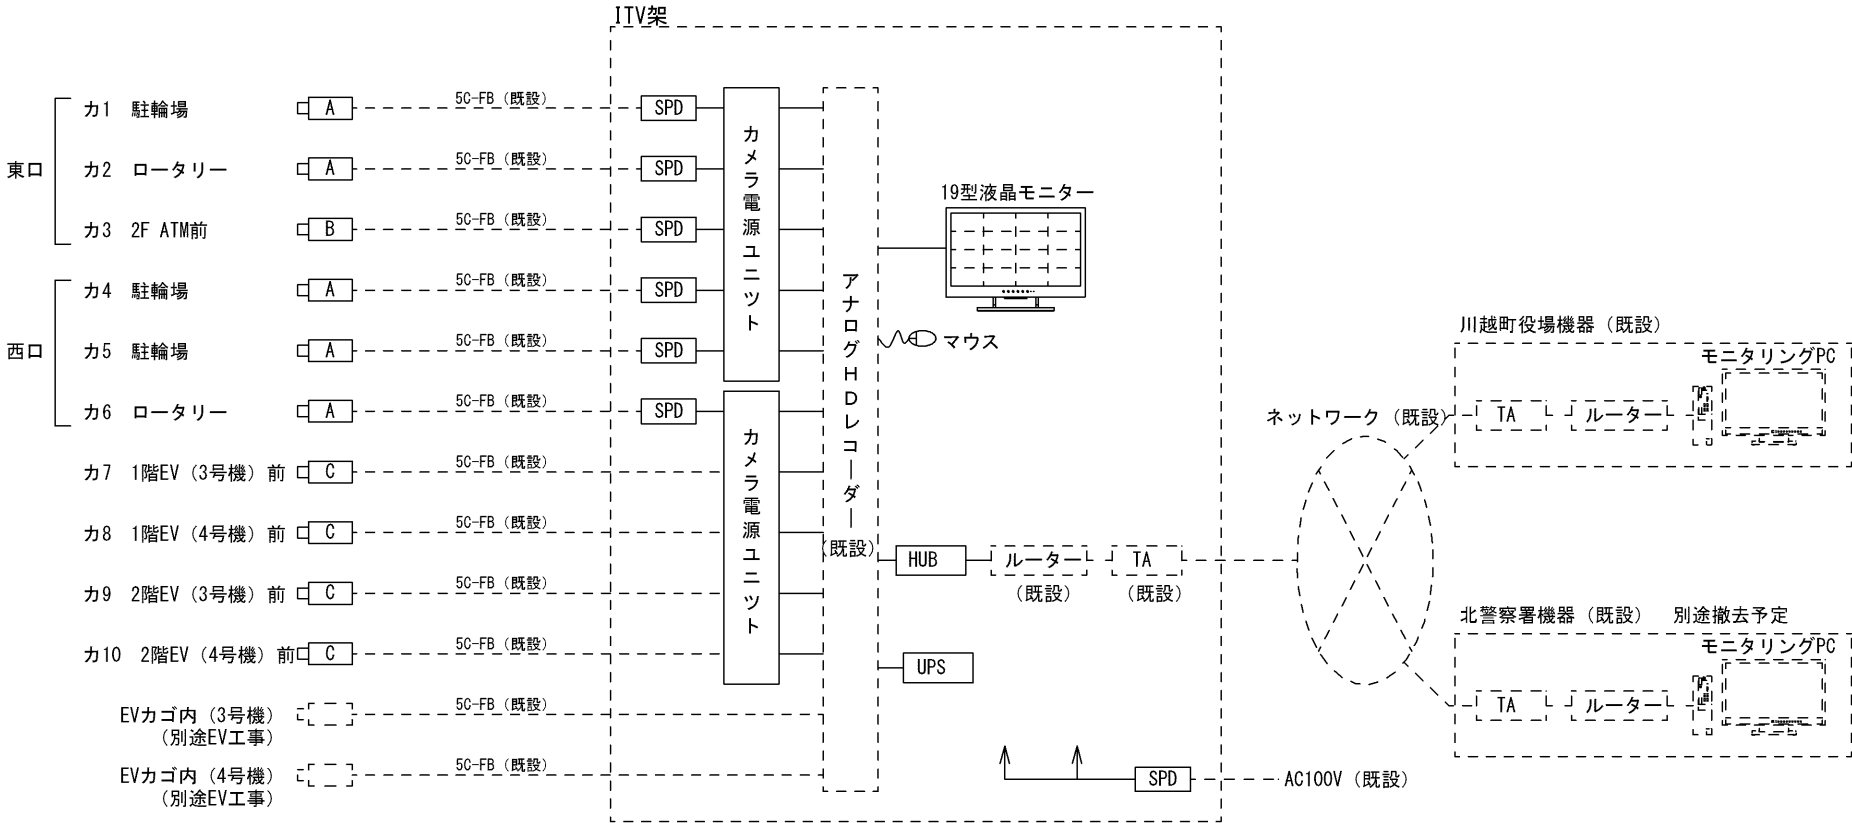 ITV架
東口
カ1 駐輪場
A
5C-FB (既設)
SPD
カ2 ロータリー
A
5C-FB (既設)
SPD
カ3 2F ATM前
B
5C-FB (既設)
SPD
西口
カ4 駐輪場
A
5C-FB (既設)
SPD
カ5 駐輪場
A
5C-FB (既設)
SPD
カ6 ロータリー
A
5C-FB (既設)
SPD
カ7 1階EV (3号機) 前
C
5C-FB (既設)
カ8 1階EV (4号機) 前
C
5C-FB (既設)
カ9 2階EV (3号機) 前
C
5C-FB (既設)
カ10 2階EV (4号機) 前
C
5C-FB (既設)
EVカゴ内 (3号機)
(別途EV工事)
5C-FB (既設)
EVカゴ内 (4号機)
(別途EV工事)
5C-FB (既設)
カメラ電源ユニット
カメラ電源ユニット
アナログHDレコーダー
(既設)
19型液晶モニター
マウス
HUB
ルーター
(既設)
TA
(既設)
UPS
SPD
AC100V (既設)
ネットワーク (既設)
川越町役場機器 (既設)
モニタリングPC
TA
ルーター
北警察署機器 (既設) 別途撤去予定
モニタリングPC
TA
ルーター